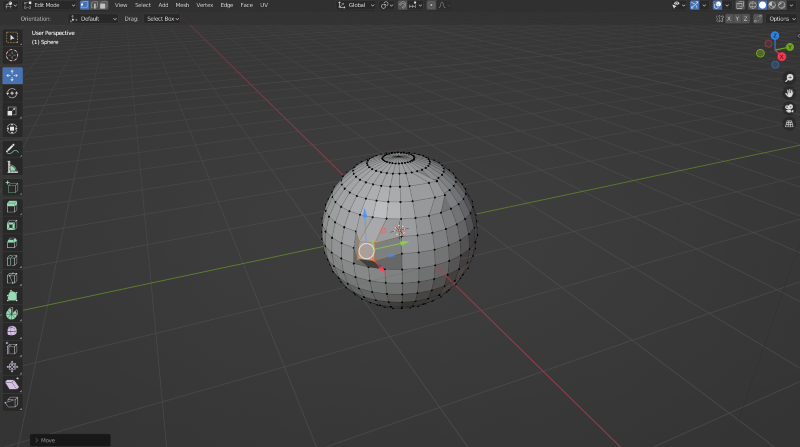 Edit Mode View Select Add Mesh Vertex Edge Face UV Global
Orientation: Default Drag: Select Box X Y Z Options
User Perspective
(1) Sphere
Z
Y
X
Move